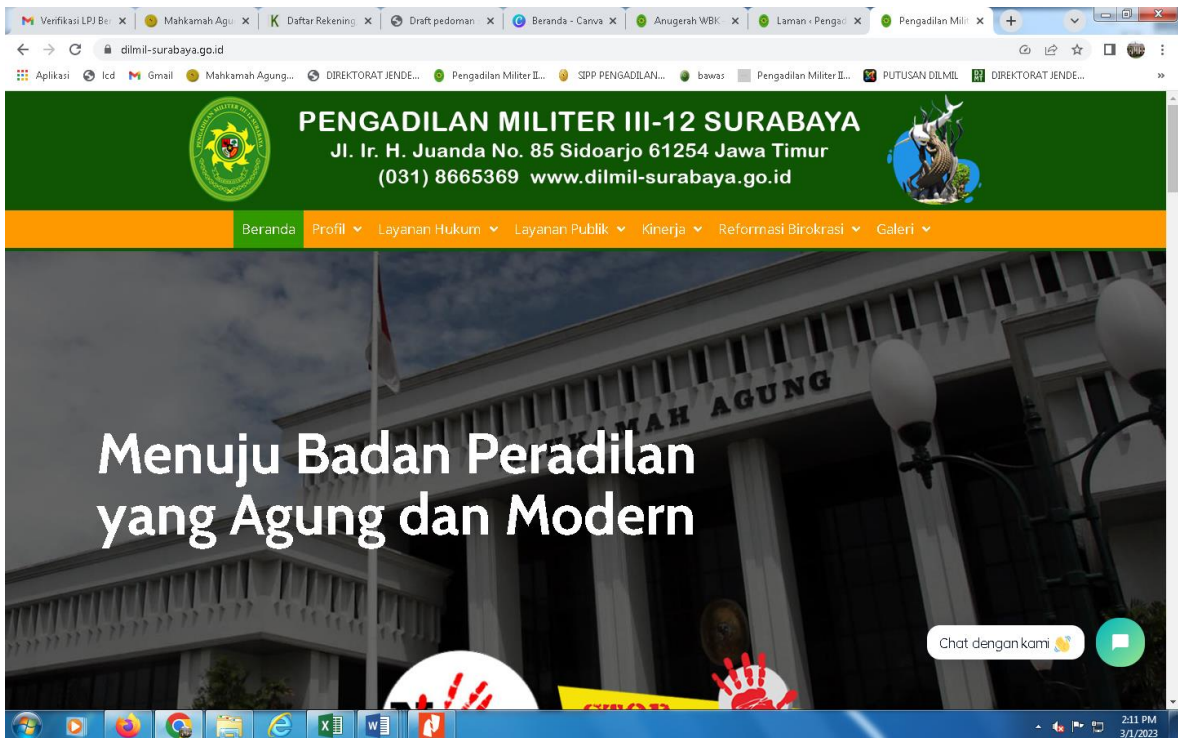 Verifikasi LPJ Be
Mahkamah Agu
Daftar Rekening
Draft pedoman
Beranda - Canva
Anugerah WBK
Laman ‹ Pengad
Pengadilan Milit
dilmil-surabaya.go.id
Aplikasi lcd Gmail Mahkamah Agung... DIREKTORAT JENDE... Pengadilan Militer II... SIPP PENGADILAN... bawas Pengadilan Militer II... PUTUSAN DILMIL DIREKTORAT JENDE... »
PENGADILAN MILITER III-12 SURABAYA
Jl. Ir. H. Juanda No. 85 Sidoarjo 61254 Jawa Timur
(031) 8665369 www.dilmil-surabaya.go.id
Beranda Profil Layanan Hukum Layanan Publik Kinerja Reformasi Birokrasi Galeri
AGUNG
Menuju Badan Peradilan
yang Agung dan Modern
Chat dengan kami 👋
2:11 PM
3/1/2023